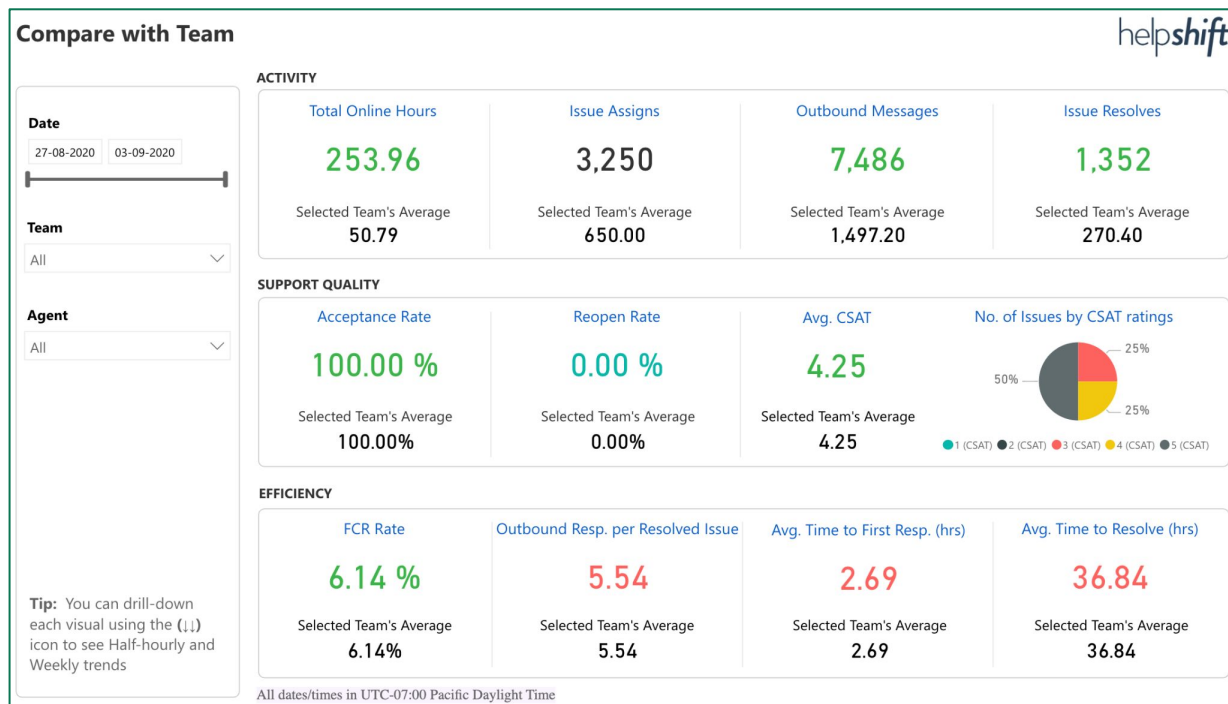 Compare with Team
helpshift
Date
27-08-2020 03-09-2020
Team
All
Agent
All
Tip: You can drill-down
each visual using the (↓↓)
icon to see Half-hourly and
Weekly trends
ACTIVITY
Total Online Hours
253.96
Selected Team's Average
50.79
Issue Assigns
3,250
Selected Team's Average
650.00
Outbound Messages
7,486
Selected Team's Average
1,497.20
Issue Resolves
1,352
Selected Team's Average
270.40
SUPPORT QUALITY
Acceptance Rate
100.00 %
Selected Team's Average
100.00%
Reopen Rate
0.00 %
Selected Team's Average
0.00%
Avg. CSAT
4.25
Selected Team's Average
4.25
No. of Issues by CSAT ratings
25%
50%
25%
1 (CSAT) 2 (CSAT) 3 (CSAT) 4 (CSAT) 5 (CSAT)
EFFICIENCY
FCR Rate
6.14 %
Selected Team's Average
6.14%
Outbound Resp. per Resolved Issue
5.54
Selected Team's Average
5.54
Avg. Time to First Resp. (hrs)
2.69
Selected Team's Average
2.69
Avg. Time to Resolve (hrs)
36.84
Selected Team's Average
36.84
All dates/times in UTC-07:00 Pacific Daylight Time